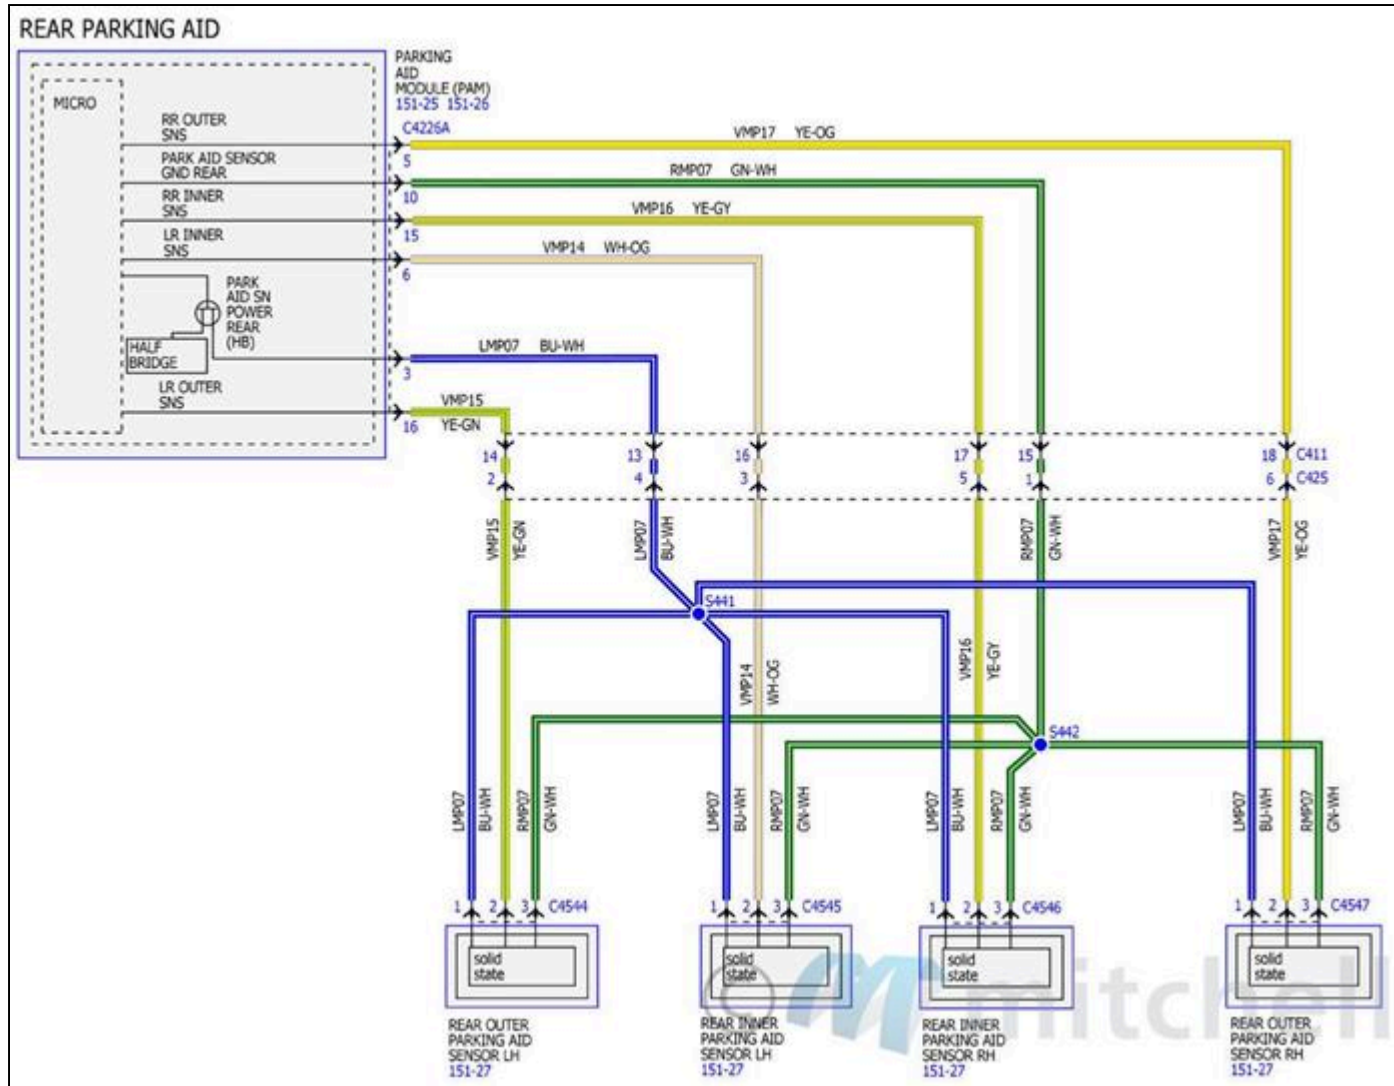 REAR PARKING AID
PARKING
AID
MODULE (PAM)
151-25 151-26
C4226A
MICRO
RR OUTER
SNS
5
VMP17 YE-OG
PARK AID SENSOR
GND REAR
10
RMP07 GN-WH
RR INNER
SNS
15
VMP16 YE-GY
LR INNER
SNS
6
VMP14 WH-OG
PARK
AID SN
POWER
REAR
(HB)
HALF
BRIDGE
3
LMP07 BU-WH
LR OUTER
SNS
16
VMP15
YE-GN
14 13 16 17 15 18 C411
2 4 3 5 1 6 C425
VMP15
YE-GN
LMP07
BU-WH
RMP07
GN-WH
VMP17
YE-OG
S441
VMP14
WH-OG
VMP16
YE-GY
S442
LMP07
BU-WH
RMP07
GN-WH
LMP07
BU-WH
RMP07
GN-WH
LMP07
BU-WH
RMP07
GN-WH
LMP07
BU-WH
RMP07
GN-WH
1 2 3 C4544
1 2 3 C4545
1 2 3 C4546
1 2 3 C4547
solid
state
solid
state
solid
state
solid
state
© mitchell
REAR OUTER
PARKING AID
SENSOR LH
151-27
REAR INNER
PARKING AID
SENSOR LH
151-27
REAR INNER
PARKING AID
SENSOR RH
151-27
REAR OUTER
PARKING AID
SENSOR RH
151-27